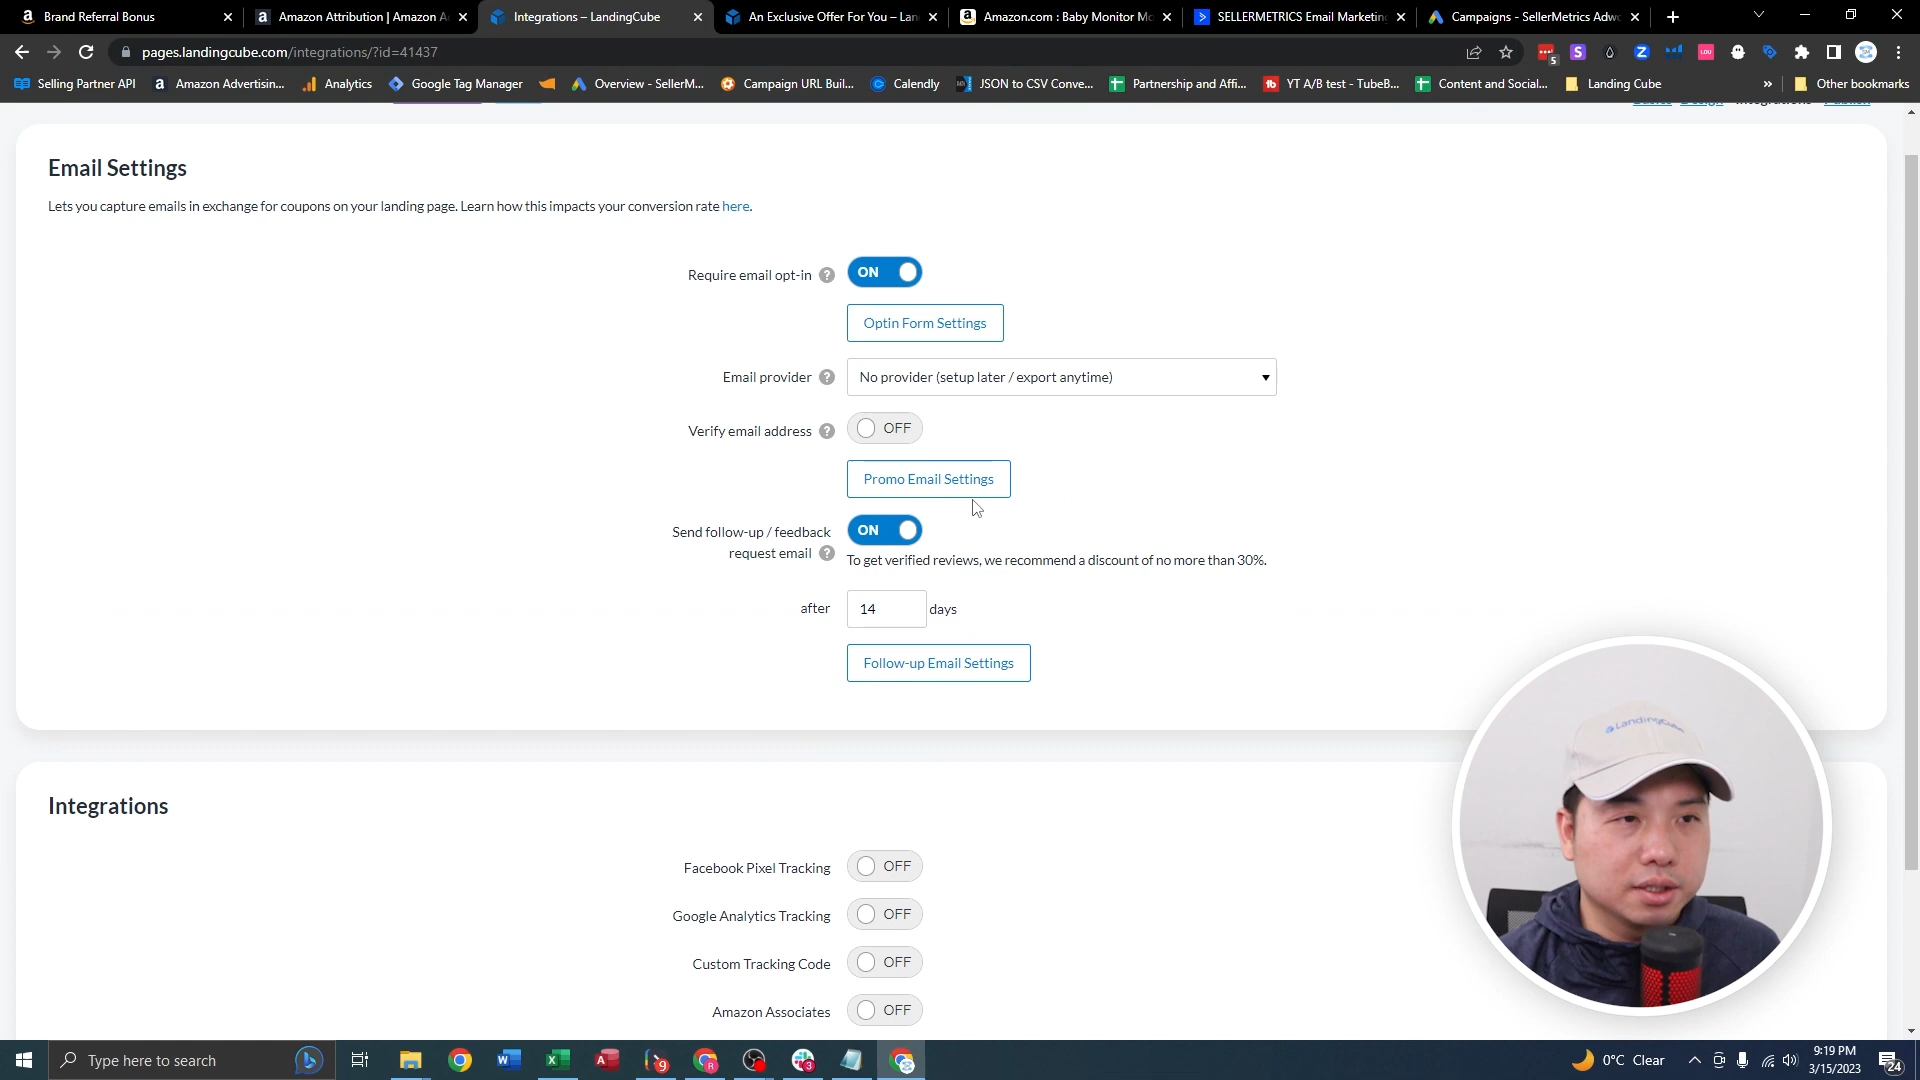 Brand Referral Bonus
Amazon Attribution | Amazon A
Integrations – LandingCube
An Exclusive Offer For You – Lan
Amazon.com : Baby Monitor Mo
SELLERMETRICS Email Marketing
Campaigns - SellerMetrics Adwo
pages.landingcube.com/integrations/?id=41437
Selling Partner API
Amazon Advertisin...
Analytics
Google Tag Manager
Overview - SellerM...
Campaign URL Buil...
Calendly
JSON to CSV Conve...
Partnership and Affi...
YT A/B test - TubeB...
Content and Social...
Landing Cube
Other bookmarks
Email Settings
Lets you capture emails in exchange for coupons on your landing page. Learn how this impacts your conversion rate here.
Require email opt-in ? ON
Optin Form Settings
Email provider ? No provider (setup later / export anytime)
Verify email address ? OFF
Promo Email Settings
Send follow-up / feedback
request email ?
ON
To get verified reviews, we recommend a discount of no more than 30%.
after 14 days
Follow-up Email Settings
Integrations
Facebook Pixel Tracking OFF
Google Analytics Tracking OFF
Custom Tracking Code OFF
Amazon Associates OFF
LandingCube
Type here to search
0°C Clear
9:19 PM
3/15/2023
24